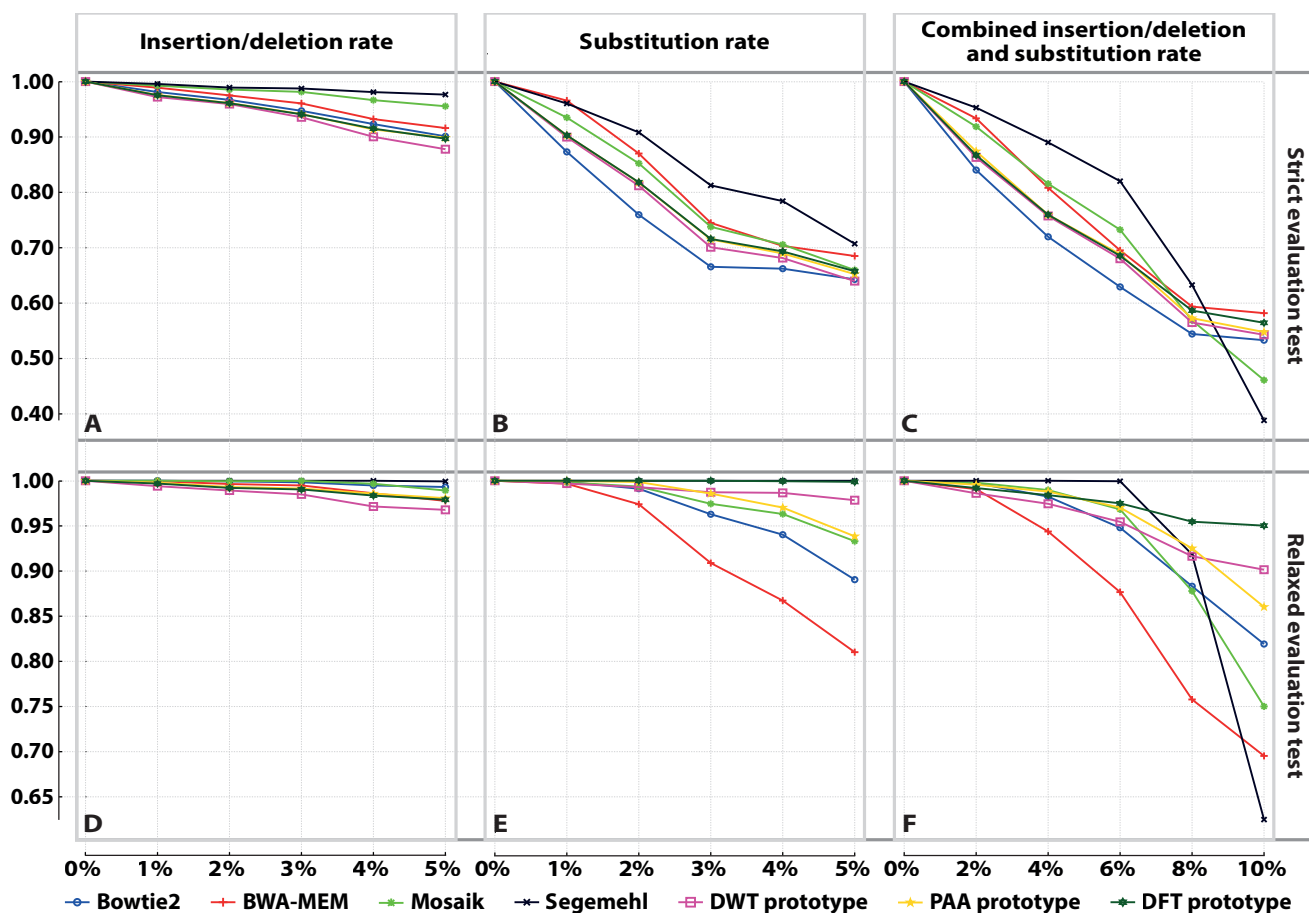 Insertion/deletion rate
Substitution rate
Combined insertion/deletion
and substitution rate
1.00
0.90
0.80
0.70
0.60
0.50
0.40
A
B
C
Strict evaluation test
1.00
0.95
0.90
0.85
0.80
0.75
0.70
0.65
D
E
F
Relaxed evaluation test
0% 1% 2% 3% 4% 5% 0% 1% 2% 3% 4% 5% 0% 2% 4% 6% 8% 10%
Bowtie2 BWA-MEM Mosaik Segemehl DWT prototype PAA prototype DFT prototype